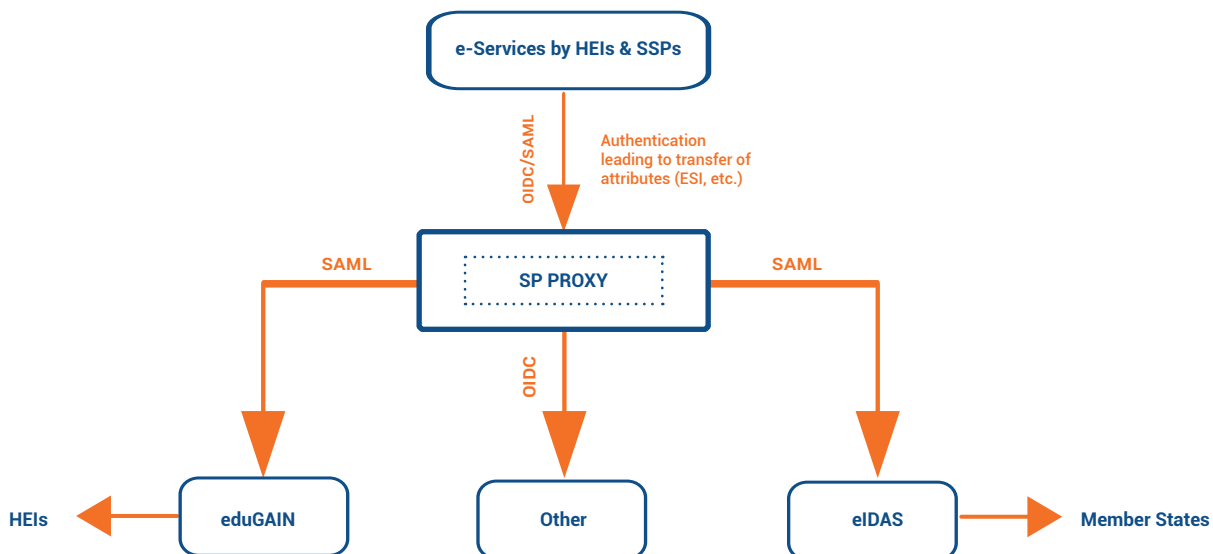 e-Services by HEIs & SSPs
OIDC/SAML
Authentication
leading to transfer of
attributes (ESI, etc.)
SAML
SP PROXY
SAML
OIDC
HEIs
eduGAIN
Other
eIDAS
Member States